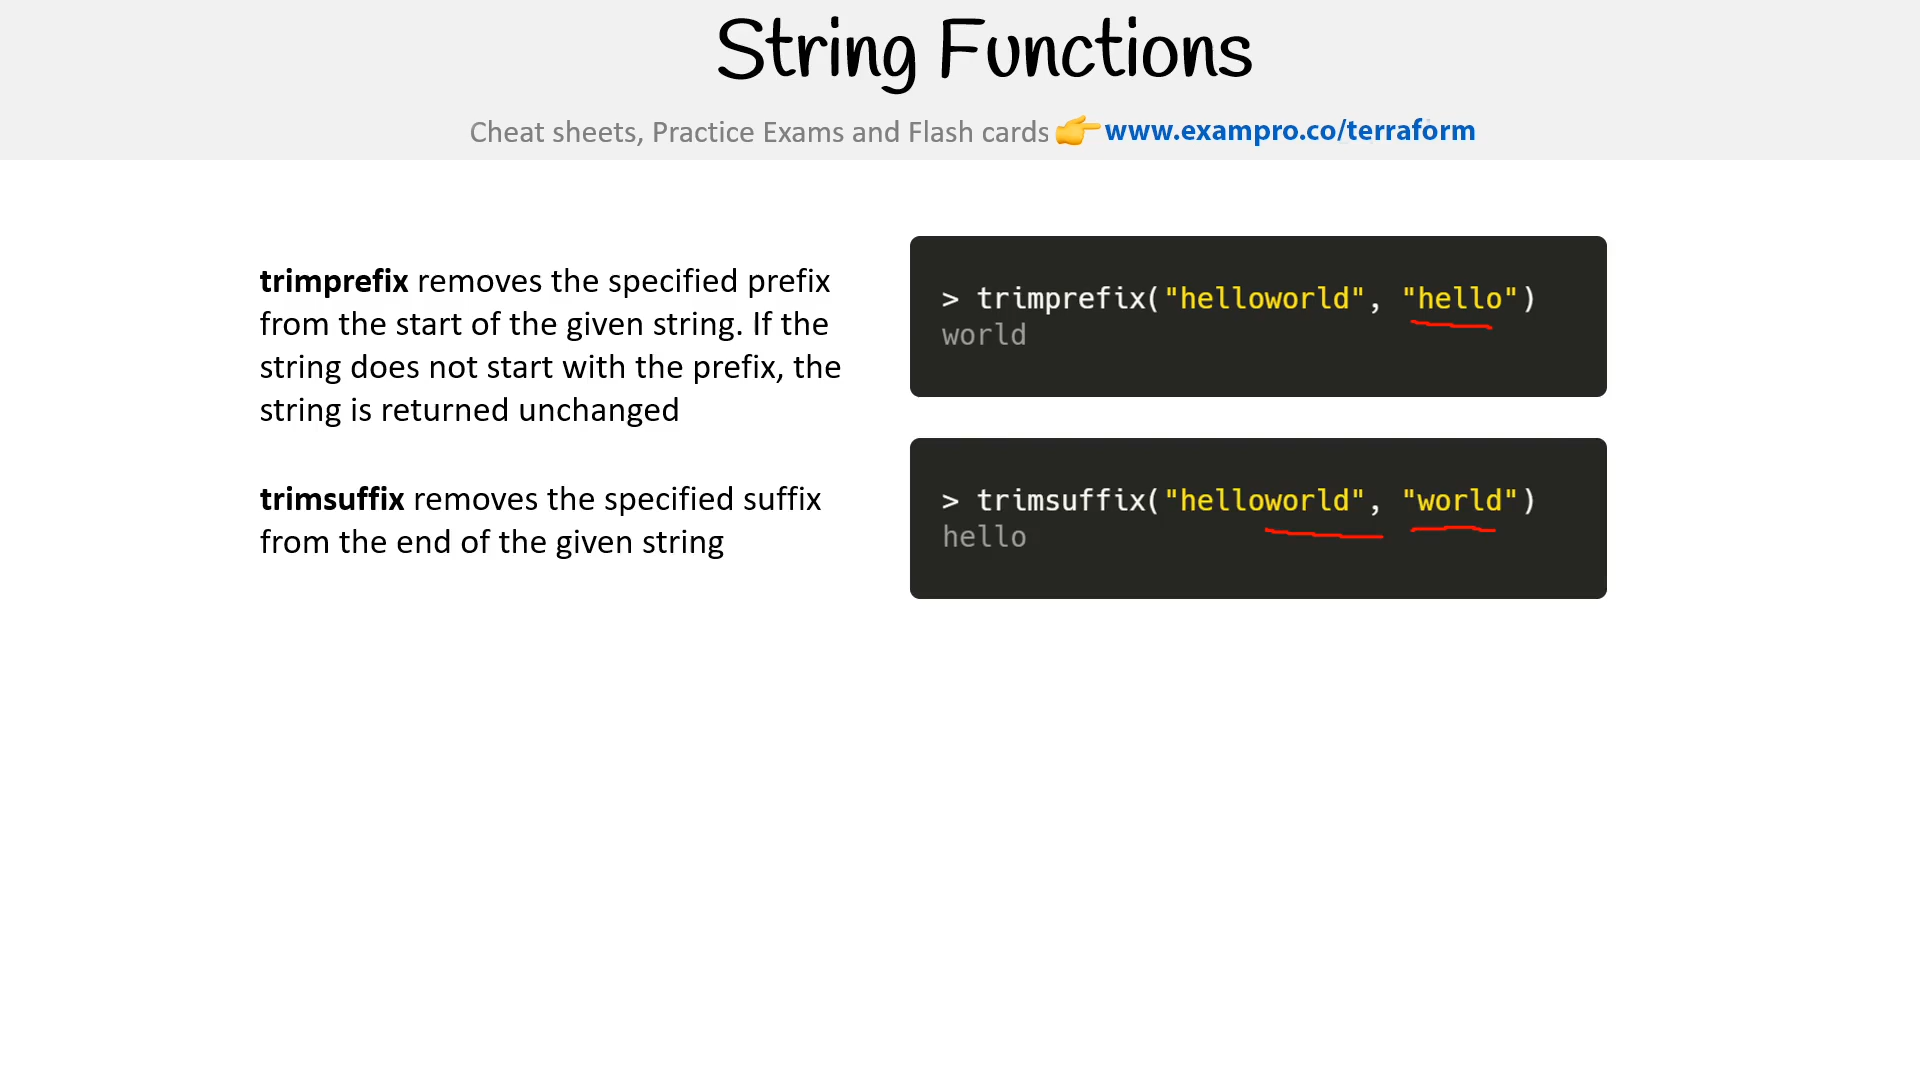 String Functions
Cheat sheets, Practice Exams and Flash cards 👉 www.exampro.co/terraform
trimprefix removes the specified prefix
from the start of the given string. If the
string does not start with the prefix, the
string is returned unchanged
> trimprefix("helloworld", "hello")
world
trimsuffix removes the specified suffix
from the end of the given string
> trimsuffix("helloworld", "world")
hello